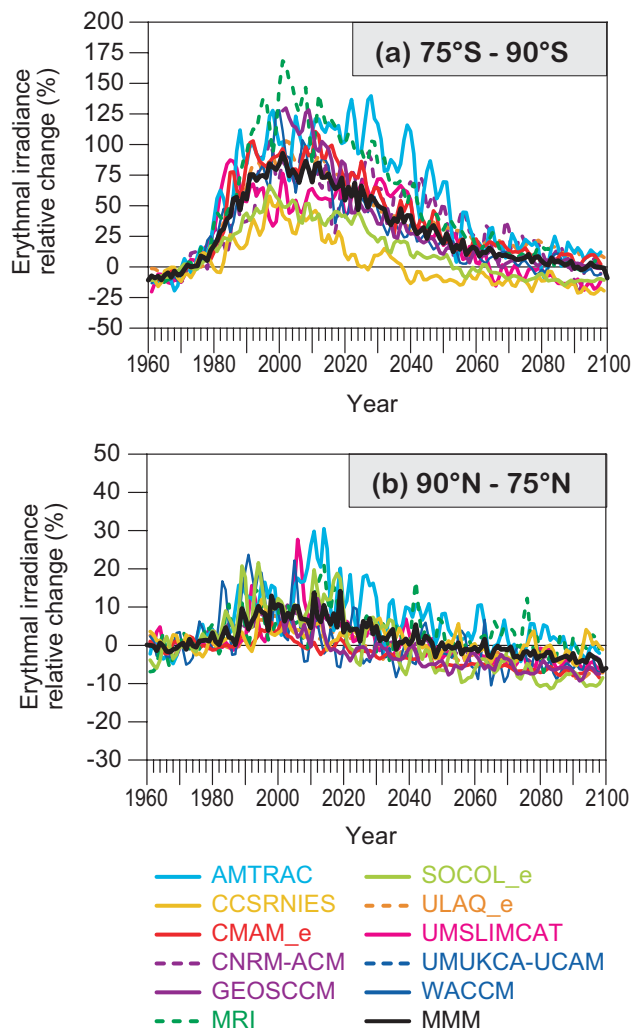 200
175
150
125
100
75
50
25
0
-25
-50
Erythmal irradiance
relative change (%)
(a) 75°S - 90°S
1960 1980 2000 2020 2040 2060 2080 2100
Year
50
40
30
20
10
0
-10
-20
-30
Erythmal irradiance
relative change (%)
(b) 90°N - 75°N
1960 1980 2000 2020 2040 2060 2080 2100
Year
AMTRAC SOCOL_e
CCSRNIES ULAQ_e
CMAM_e UMSLIMCAT
CNRM-ACM UMUKCA-UCAM
GEOSCCM WACCM
MRI MMM